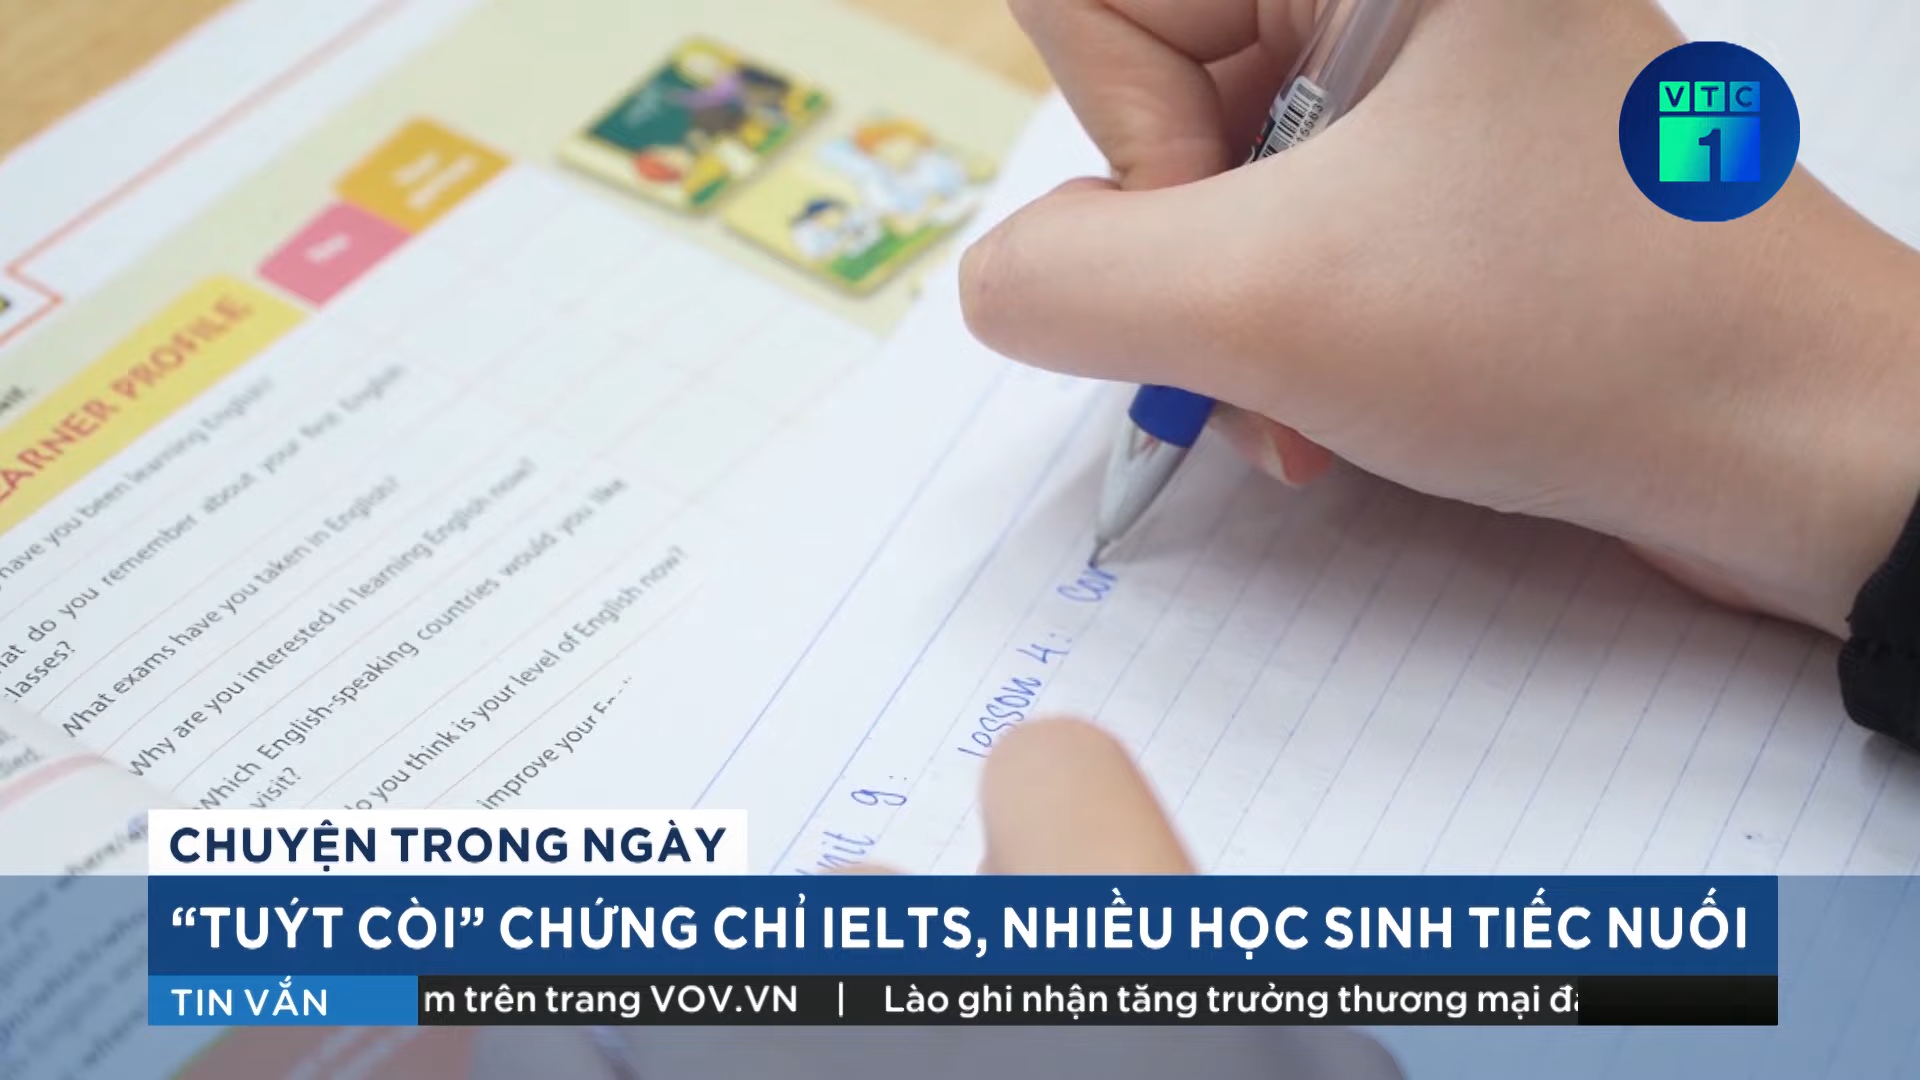 VTC
1
LEARNER PROFILE
have you been learning English?
do you remember about your first English
classes?
What exams have you taken in English?
Why are you interested in learning English now?
Which English-speaking countries would you like
visit?
do you think is your level of English now?
improve your
Unit 9:
Lesson 4: Con
CHUYỆN TRONG NGÀY
“TUÝT CÒI” CHỨNG CHỈ IELTS, NHIỀU HỌC SINH TIẾC NUỐI
TIN VẮN
m trên trang VOV.VN | Lào ghi nhận tăng trưởng thương mại